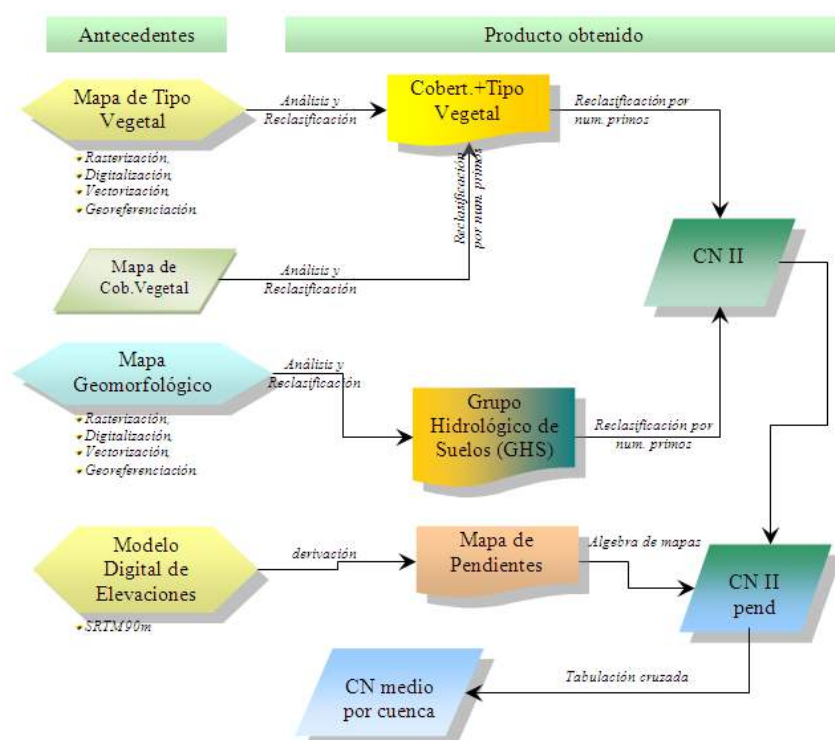 Antecedentes
Producto obtenido
Mapa de Tipo
Vegetal
Análisis y
Reclasificación
Cobert.+Tipo
Vegetal
Reclasificación por
num. primos
Rasterización,
Digitalización,
Vectorización,
Georeferenciación.
Reclasificación
por num. primos
Mapa de
Cob.Vegetal
Análisis y
Reclasificación
CN II
Mapa
Geomorfológico
Análisis y
Reclasificación
Rasterización,
Digitalización,
Vectorización,
Georeferenciación.
Grupo
Hidrológico de
Suelos (GHS)
Reclasificación por
num. primos
Modelo
Digital de
Elevaciones
derivación
Mapa de
Pendientes
Algebra de mapas
CN II
pend
SRTM90m
Tabulación cruzada
CN medio
por cuenca